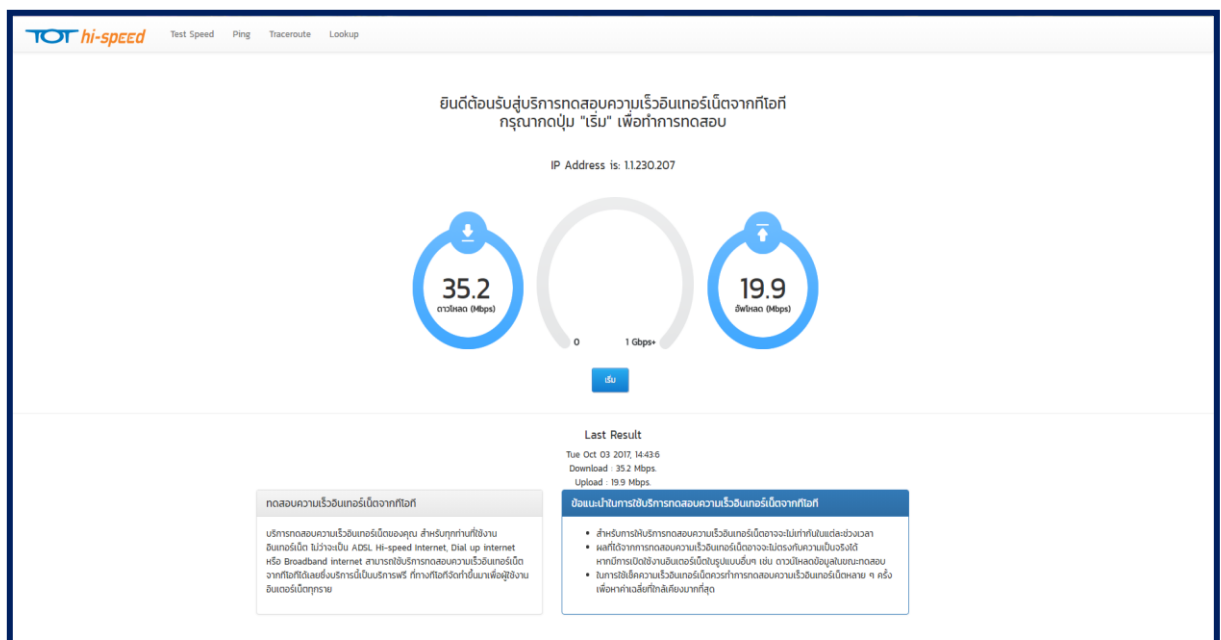 TOT hi-speed Test Speed Ping Traceroute Lookup
ยินดีต้อนรับสู่บริการทดสอบความเร็วอินเทอร์เน็ตจากทีโอที
กรุณากดปุ่ม "เริ่ม" เพื่อทำการทดสอบ
IP Address is: 1.1.230.207
35.2
ดาวโหลด (Mbps)
0 1 Gbps+
19.9
อัพโหลด (Mbps)
เริ่ม
Last Result
Tue Oct 03 2017, 14:43:6
Download : 35.2 Mbps.
Upload : 19.9 Mbps.
ทดสอบความเร็วอินเทอร์เน็ตจากทีโอที
บริการทดสอบความเร็วอินเทอร์เน็ตของคุณ สำหรับทุกท่านที่ใช้งาน
อินเตอร์เน็ต ไม่ว่าจะเป็น ADSL Hi-speed Internet, Dial up internet
หรือ Broadband internet สามารถใช้บริการทดสอบความเร็วอินเตอร์เน็ต
จากทีโอทีได้เลยซึ่งบริการนี้เป็นบริการฟรี ที่ทางทีโอทีจัดทำขึ้นมาเพื่อผู้ใช้งาน
อินเตอร์เน็ตทุกราย
ข้อแนะนำในการใช้บริการทดสอบความเร็วอินเทอร์เน็ตจากทีโอที
• สำหรับการให้บริการทดสอบความเร็วอินเตอร์เน็ตอาจจะไม่เท่ากันในแต่ละช่วงเวลา
• ผลที่ได้จากการทดสอบความเร็วอินเตอร์เน็ตอาจจะไม่ตรงกับความเป็นจริงได้
หากมีการเปิดใช้งานอินเตอร์เน็ตในรูปแบบอื่นๆ เช่น ดาวน์โหลดข้อมูลในขณะทดสอบ
• ในการใช้เช็คความเร็วอินเตอร์เน็ตควรทำการทดสอบความเร็วอินเตอร์เน็ตหลาย ๆ ครั้ง
เพื่อหาค่าเฉลี่ยที่ใกล้เคียงมากที่สุด